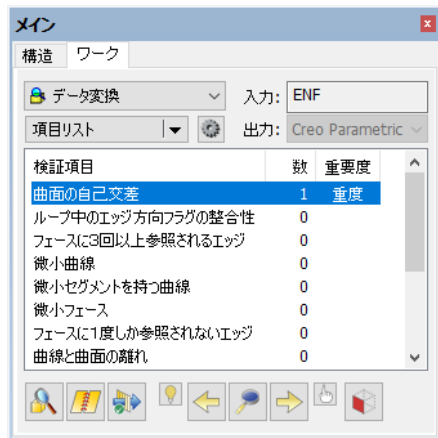 メイン
構造 ワーク
データ変換 入力: ENF
項目リスト 出力: Creo Parametric
検証項目 数 重要度
曲面の自己交差 1 重度
ループ中のエッジ方向フラグの整合性 0
フェースに3回以上参照されるエッジ 0
微小曲線 0
微小セグメントを持つ曲線 0
微小フェース 0
フェースに1度しか参照されないエッジ 0
曲線と曲面の離れ 0